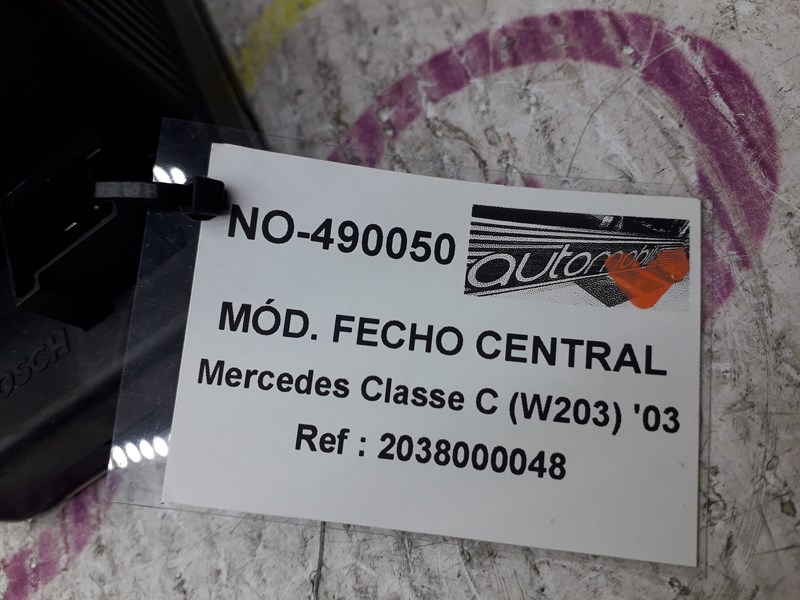 NO-490050
MÓD. FECHO CENTRAL
Mercedes Classe C (W203) '03
Ref : 2038000048